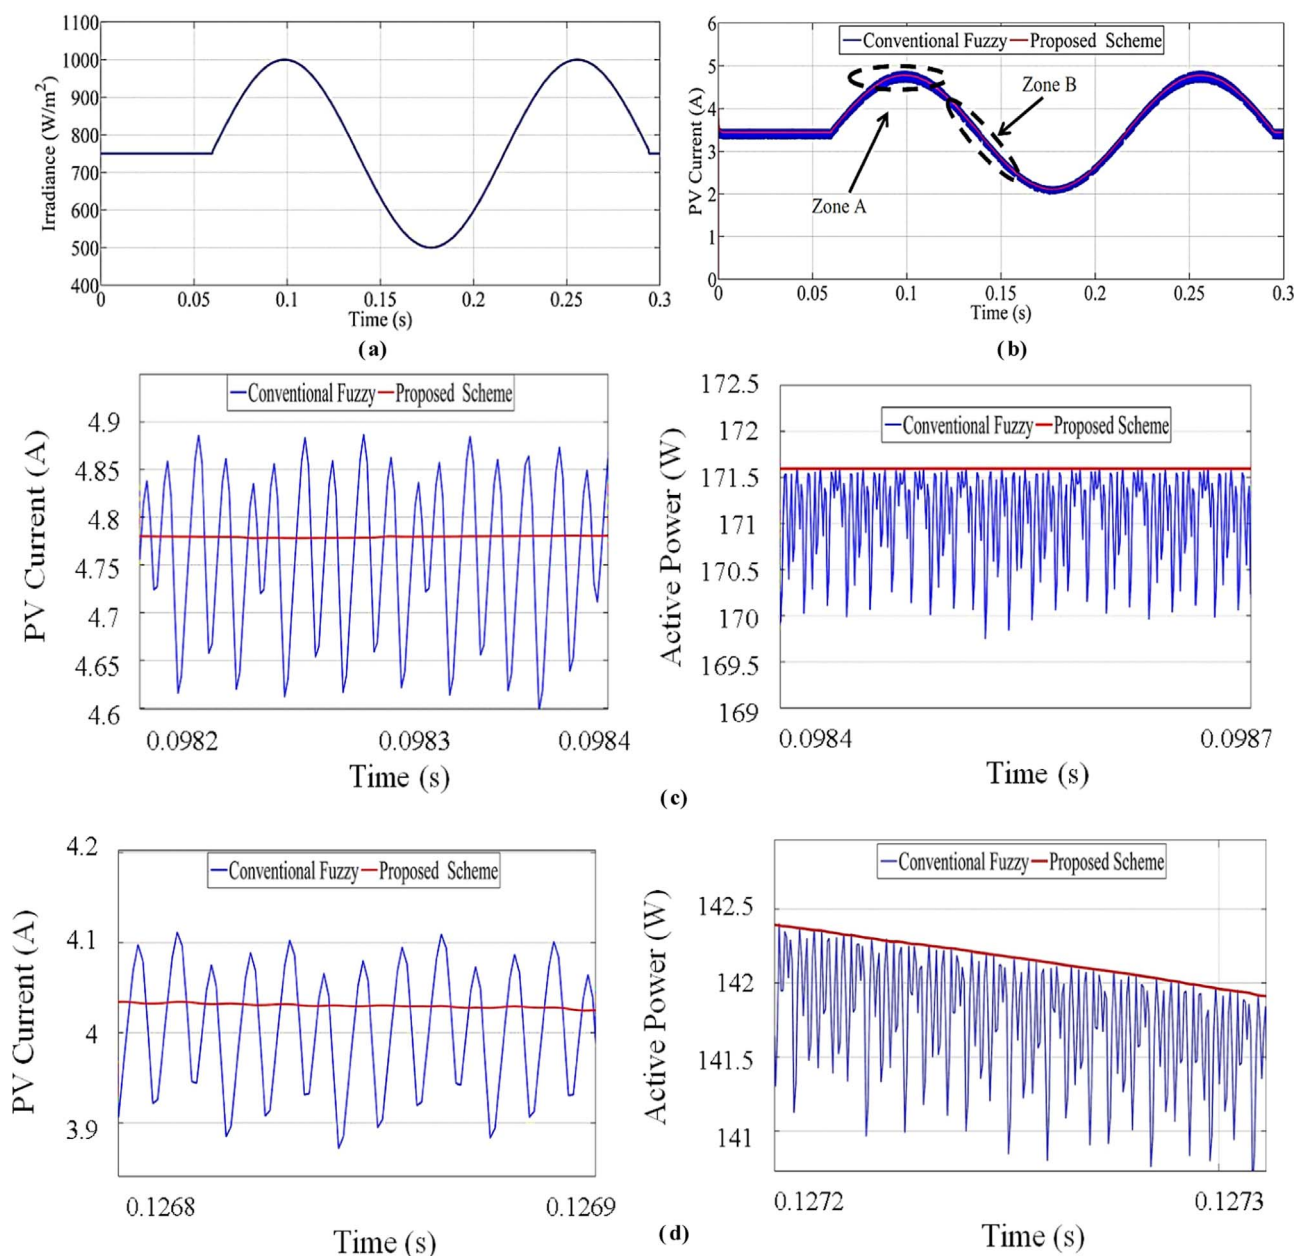 1100
1000
900
800
700
600
500
400
Irradiance (W/m²)
0 0.05 0.1 0.15 0.2 0.25 0.3
Time (s)
(a)
6
5
4
3
2
1
0
PV Current (A)
Conventional Fuzzy Proposed Scheme
Zone B
Zone A
0 0.05 0.1 0.15 0.2 0.25 0.3
Time (s)
(b)
Conventional Fuzzy Proposed Scheme
4.9
4.85
4.8
4.75
4.7
4.65
4.6
PV Current (A)
0.0982 0.0983 0.0984
Time (s)
172.5
172
171.5
171
170.5
170
169.5
169
Active Power (W)
Conventional Fuzzy Proposed Scheme
0.0984 0.0987
Time (s)
(c)
4.2
4.1
4
3.9
PV Current (A)
Conventional Fuzzy Proposed Scheme
0.1268 0.1269
Time (s)
Conventional Fuzzy Proposed Scheme
142.5
142
141.5
141
Active Power (W)
0.1272 0.1273
Time (s)
(d)